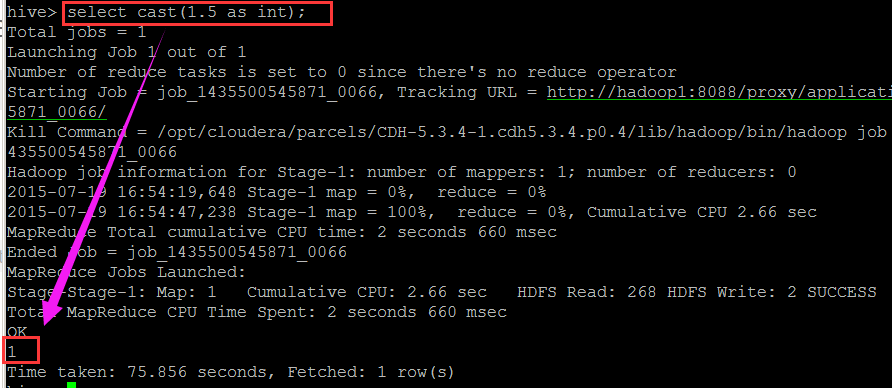 hive> select cast(1.5 as int);
Total jobs = 1
Launching Job 1 out of 1
Number of reduce tasks is set to 0 since there's no reduce operator
Starting Job = job_1435500545871_0066, Tracking URL = http://hadoop1:8088/proxy/applicati
5871_0066/
Kill Command = /opt/cloudera/parcels/CDH-5.3.4-1.cdh5.3.4.p0.4/lib/hadoop/bin/hadoop job
435500545871_0066
Hadoop job information for Stage-1: number of mappers: 1; number of reducers: 0
2015-07-19 16:54:19,648 Stage-1 map = 0%,  reduce = 0%
2015-07-19 16:54:47,238 Stage-1 map = 100%,  reduce = 0%, Cumulative CPU 2.66 sec
MapReduce Total cumulative CPU time: 2 seconds 660 msec
Ended Job = job_1435500545871_0066
MapReduce Jobs Launched:
Stage-Stage-1: Map: 1   Cumulative CPU: 2.66 sec   HDFS Read: 268 HDFS Write: 2 SUCCESS
Total MapReduce CPU Time Spent: 2 seconds 660 msec
OK
1
Time taken: 75.856 seconds, Fetched: 1 row(s)